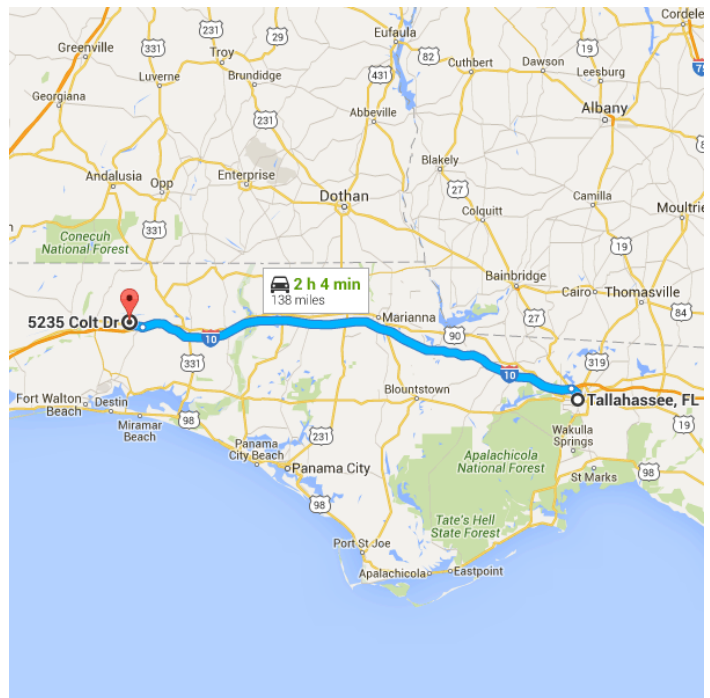 Cordele
231
29
Eufaula
Greenville
331
Troy
82
Cuthbert
Dawson
75
Luverne
Brundidge
431
Leesburg
Georgiana
Albany
Abbeville
231
Blakely
Andalusia
Opp
Enterprise
27
Camilla
Dothan
Moultrie
Colquitt
331
19
Conecuh
National Forest
2 h 4 min
138 miles
Bainbridge
Cairo
Thomasville
5235 Colt Dr
Marianna
27
84
90
10
319
331
10
Blountstown
Fort Walton
Beach
Destin
Tallahassee, FL
Miramar
Beach
98
19
231
Wakulla
Springs
Panama
City Beach
Panama City
Apalachicola
National Forest
St Marks
98
98
Tate's Hell
State Forest
Port St Joe
Apalachicola
Eastpoint